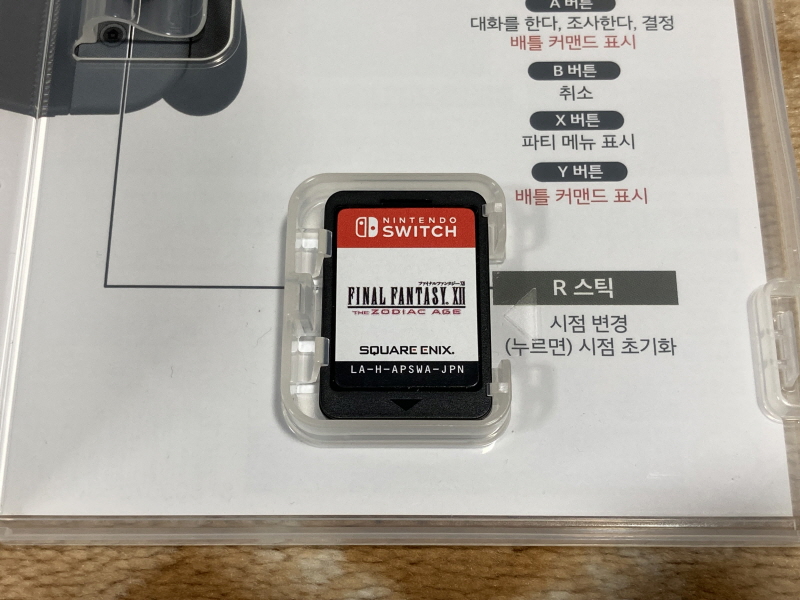 A 버튼
대화를 한다, 조사한다, 결정
배틀 커맨드 표시
B 버튼
취소
X 버튼
파티 메뉴 표시
Y 버튼
배틀 커맨드 표시
NINTENDO
SWITCH
ファイナルファンタジーXII
FINAL FANTASY XII
THE ZODIAC AGE
SQUARE ENIX.
LA-H-APSWA-JPN
R 스틱
시점 변경
(누르면) 시점 초기화